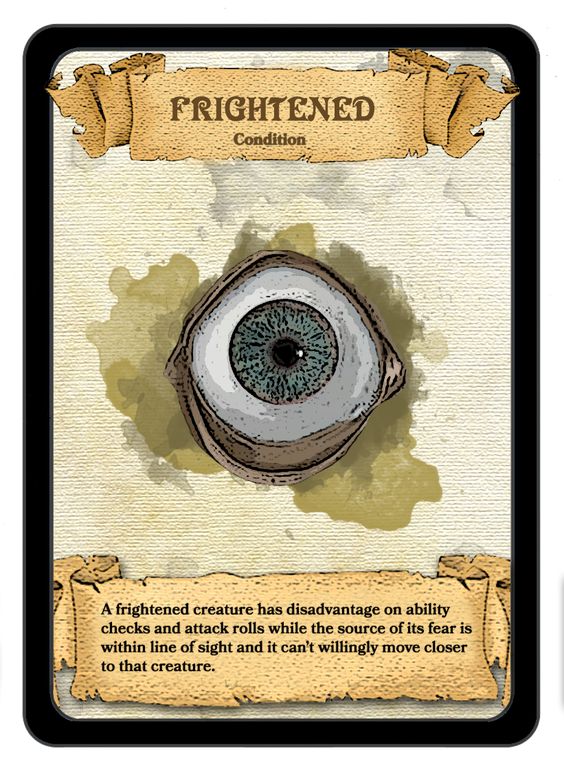 FRIGHTENED
Condition
A frightened creature has disadvantage on ability
checks and attack rolls while the source of its fear is
within line of sight and it can't willingly move closer
to that creature.